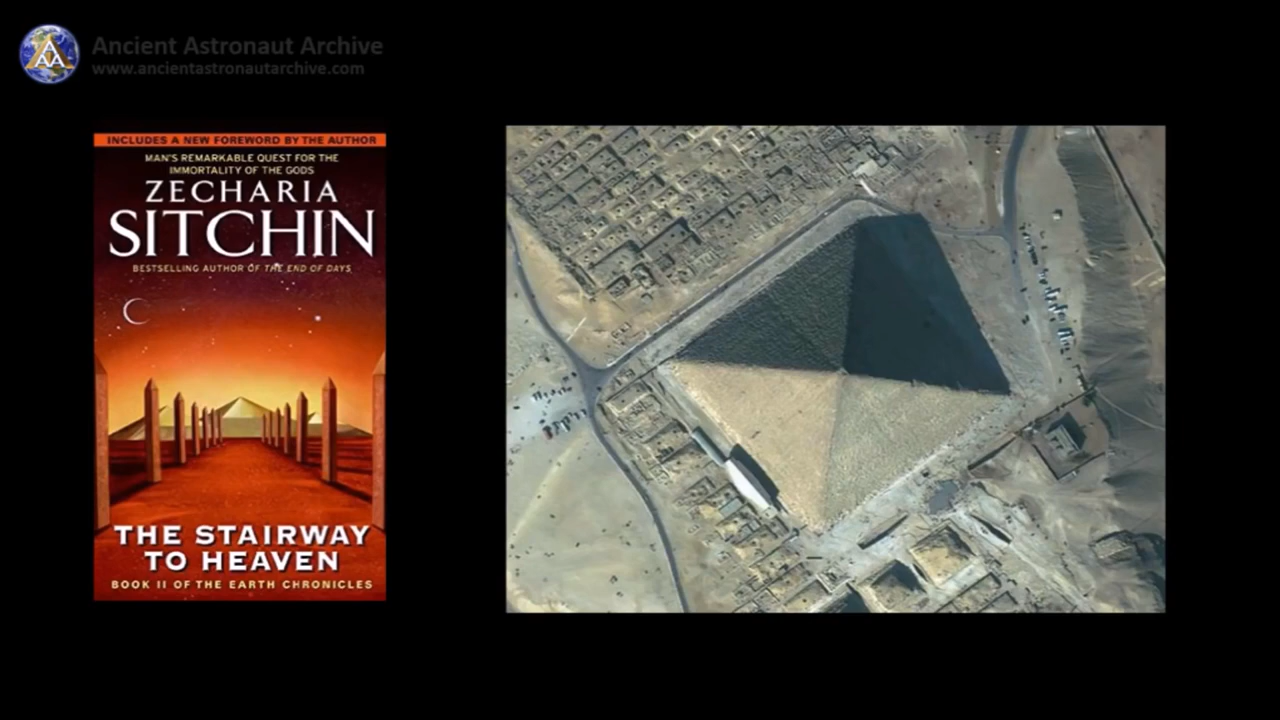 AAA
Ancient Astronaut Archive
www.ancientastronautarchive.com
INCLUDES A NEW FOREWORD BY THE AUTHOR
MAN'S REMARKABLE QUEST FOR THE
IMMORTALITY OF THE GODS
ZECHARIA
SITCHIN
BESTSELLING AUTHOR OF THE END OF DAYS
THE STAIRWAY
TO HEAVEN
BOOK II OF THE EARTH CHRONICLES